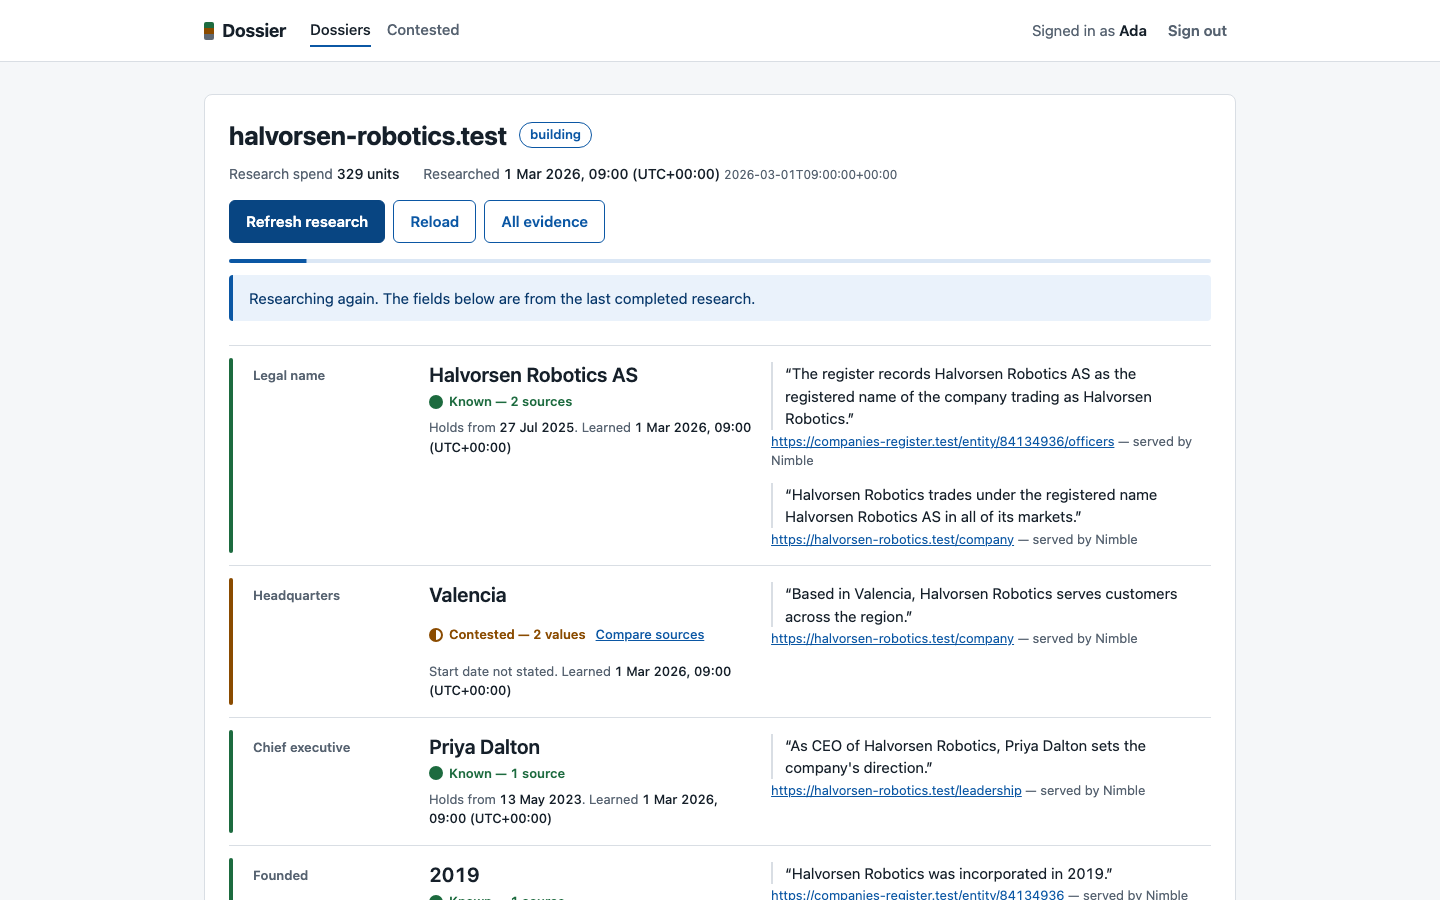 Dossier
Dossiers
Contested
Signed in as Ada
Sign out
halvorsen-robotics.test
building
Research spend 329 units
Researched 1 Mar 2026, 09:00 (UTC+00:00) 2026-03-01T09:00:00+00:00
Refresh research
Reload
All evidence
Researching again. The fields below are from the last completed research.
Legal name
Halvorsen Robotics AS
Known — 2 sources
Holds from 27 Jul 2025. Learned 1 Mar 2026, 09:00
(UTC+00:00)
“The register records Halvorsen Robotics AS as the
registered name of the company trading as Halvorsen
Robotics.”
https://companies-register.test/entity/84134936/officers — served by
Nimble
“Halvorsen Robotics trades under the registered name
Halvorsen Robotics AS in all of its markets.”
https://halvorsen-robotics.test/company — served by Nimble
Headquarters
Valencia
Contested — 2 values
Compare sources
Start date not stated. Learned 1 Mar 2026, 09:00
(UTC+00:00)
“Based in Valencia, Halvorsen Robotics serves customers
across the region.”
https://halvorsen-robotics.test/company — served by Nimble
Chief executive
Priya Dalton
Known — 1 source
Holds from 13 May 2023. Learned 1 Mar 2026,
09:00 (UTC+00:00)
“As CEO of Halvorsen Robotics, Priya Dalton sets the
company's direction.”
https://halvorsen-robotics.test/leadership — served by Nimble
Founded
2019
Known — 1 source
“Halvorsen Robotics was incorporated in 2019.”
https://companies-register.test/entity/84134936 — served by Nimble